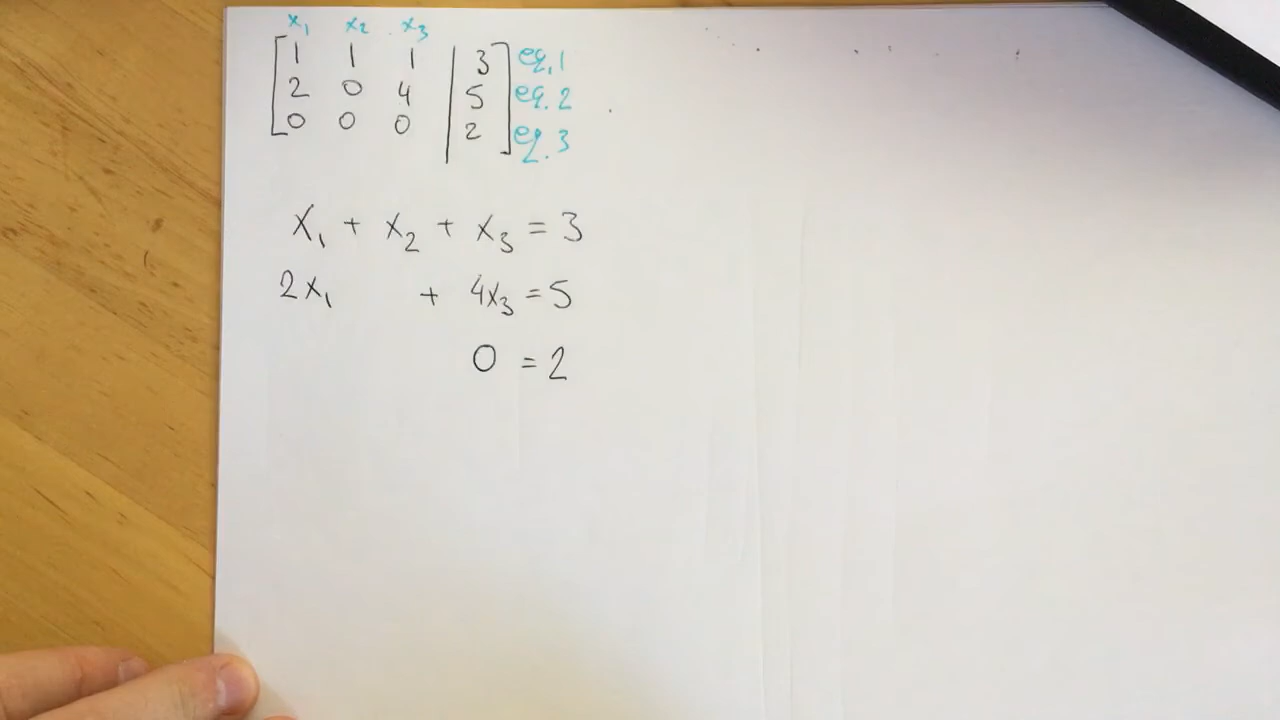 x₁ x₂ x₃
[1 1 1 | 3] eq.1
[2 0 4 | 5] eq.2
[0 0 0 | 2] eq.3
x₁ + x₂ + x₃ = 3
2x₁ + 4x₃ = 5
0 = 2